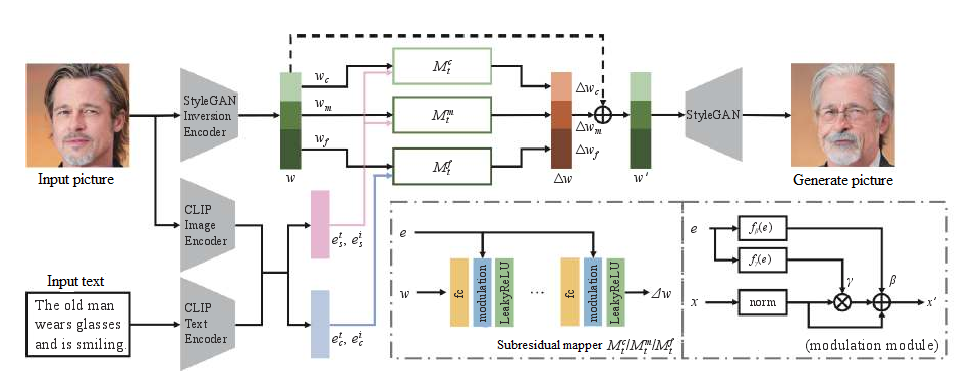 Input picture
StyleGAN
Inversion
Encoder
w_c
w_m
w_f
w
M_t^c
M_t^m
M_t^f
Δw_c
Δw_m
Δw_f
Δw
w'
StyleGAN
Generate picture
CLIP
Image
Encoder
Input text
The old man
wears glasses
and is smiling.
CLIP
Text
Encoder
e_s^t, e_s^i
e_c^t, e_c^i
e
w
fc
modulation
LeakyReLU
...
fc
modulation
LeakyReLU
Δw
Subresidual mapper M_t^c/M_t^m/M_t^f
e
f_β(e)
f(e)
γ
β
x
norm
x'
(modulation module)